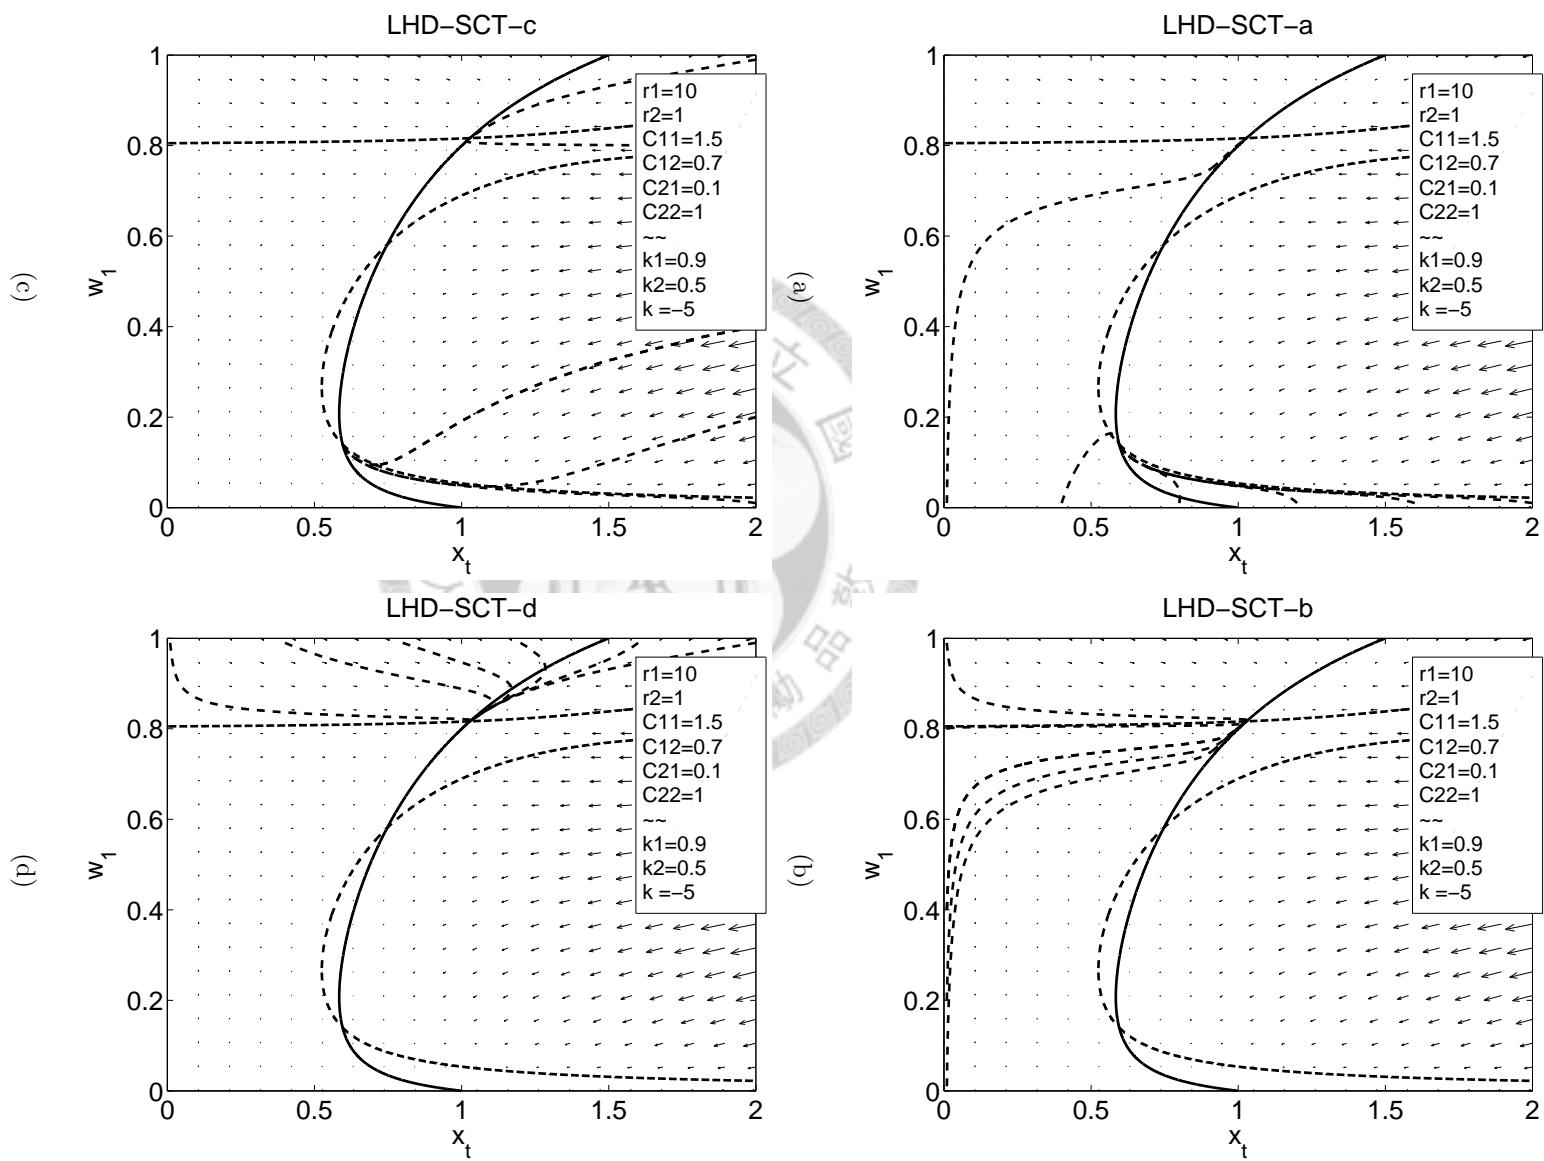 LHD−SCT−c
1
0.8
0.6
0.4
0.2
0
w1
0
0.5
1
1.5
2
xt
r1=10
r2=1
C11=1.5
C12=0.7
C21=0.1
C22=1
~~
k1=0.9
k2=0.5
k =−5
(c)
LHD−SCT−a
1
0.8
0.6
0.4
0.2
0
w1
0
0.5
1
1.5
2
xt
r1=10
r2=1
C11=1.5
C12=0.7
C21=0.1
C22=1
~~
k1=0.9
k2=0.5
k =−5
(a)
立
國
LHD−SCT−d
1
0.8
0.6
0.4
0.2
0
w1
0
0.5
1
1.5
2
xt
r1=10
r2=1
C11=1.5
C12=0.7
C21=0.1
C22=1
~~
k1=0.9
k2=0.5
k =−5
(d)
LHD−SCT−b
1
0.8
0.6
0.4
0.2
0
w1
0
0.5
1
1.5
2
xt
r1=10
r2=1
C11=1.5
C12=0.7
C21=0.1
C22=1
~~
k1=0.9
k2=0.5
k =−5
(b)
品
勵